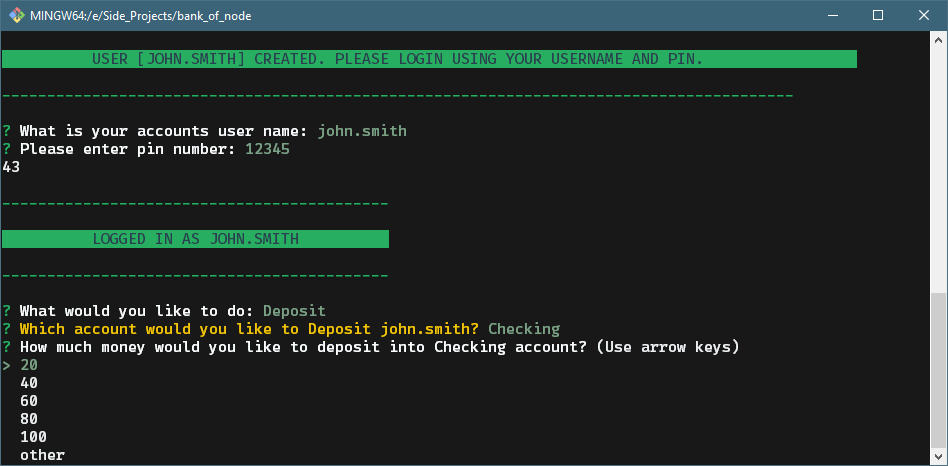 MINGW64:/e/Side_Projects/bank_of_node
USER [JOHN.SMITH] CREATED. PLEASE LOGIN USING YOUR USERNAME AND PIN.
----------------------------------------------------------------------------------------
? What is your accounts user name: john.smith
? Please enter pin number: 12345
43
-------------------------------------------
LOGGED IN AS JOHN.SMITH
-------------------------------------------
? What would you like to do: Deposit
? Which account would you like to Deposit john.smith? Checking
? How much money would you like to deposit into Checking account? (Use arrow keys)
> 20
40
60
80
100
other